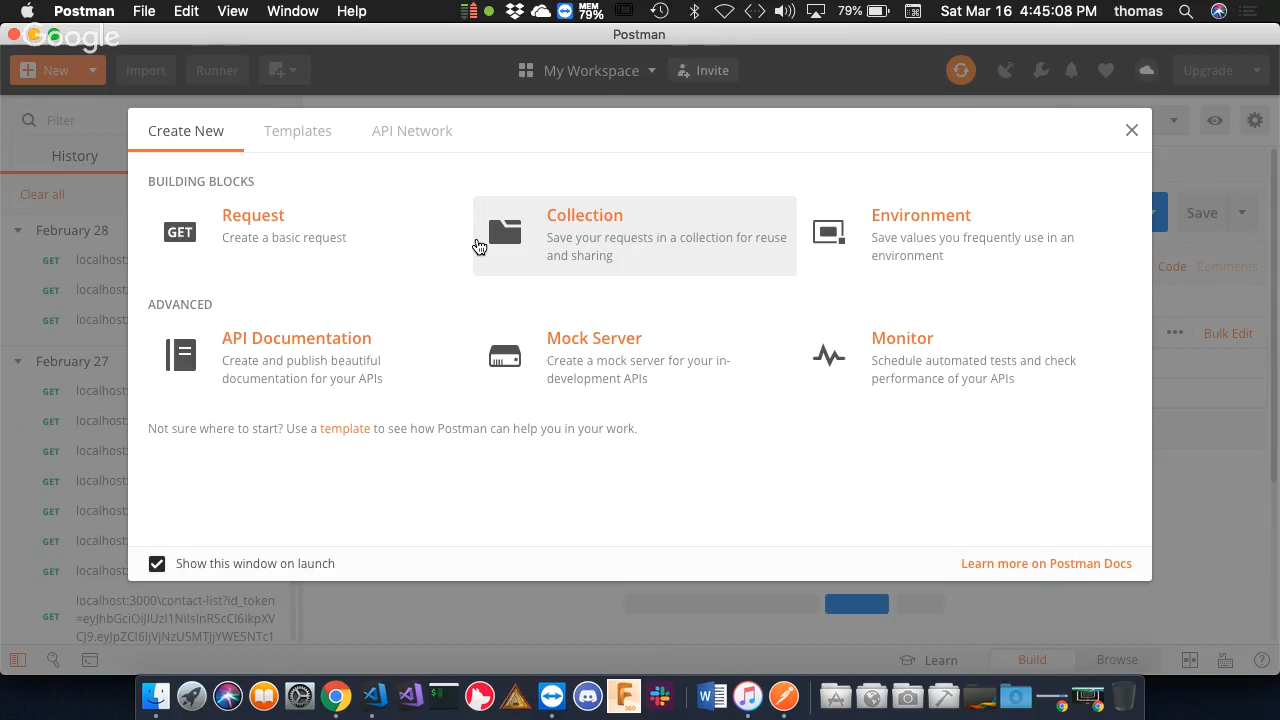 Postman File Edit View Window Help
MEM
79%
79%
Sat Mar 16 4:45:08 PM thomas
Google
Postman
New
Import
Runner
My Workspace
Invite
Upgrade
Filter
History
Clear all
Save
Code Comments
Bulk Edit
February 28
GET localhost:
GET localhost:
GET localhost:
February 27
GET localhost:
GET localhost:
GET localhost:
GET localhost:
GET localhost:
GET localhost:
GET localhost:
GET localhost:3000\contact-list?id_token
Create New
Templates
API Network
BUILDING BLOCKS
GET
Request
Create a basic request
Collection
Save your requests in a collection for reuse
and sharing
Environment
Save values you frequently use in an
environment
ADVANCED
API Documentation
Create and publish beautiful
documentation for your APIs
Mock Server
Create a mock server for your in-
development APIs
Monitor
Schedule automated tests and check
performance of your APIs
Not sure where to start? Use a template to see how Postman can help you in your work.
Show this window on launch
Learn more on Postman Docs
Learn
Build
Browse